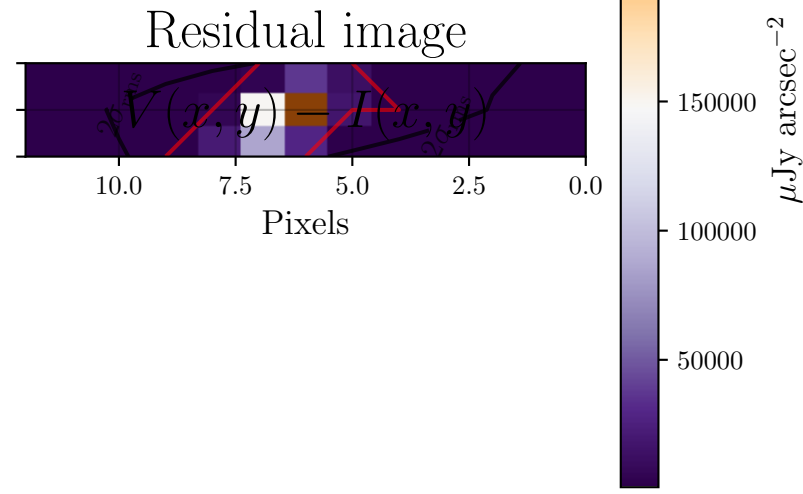 Residual image
V(x, y) − I(x, y)
10.0 7.5 5.0 2.5 0.0
Pixels
150000
100000
50000
μJy arcsec⁻²